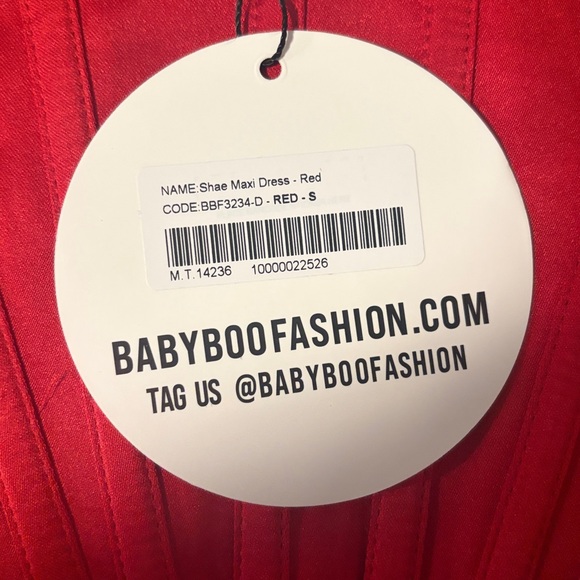 NAME:Shae Maxi Dress - Red
CODE:BBF3234-D - RED - S
M.T.14236 10000022526
BABYBOOFASHION.COM
TAG US @BABYBOOFASHION